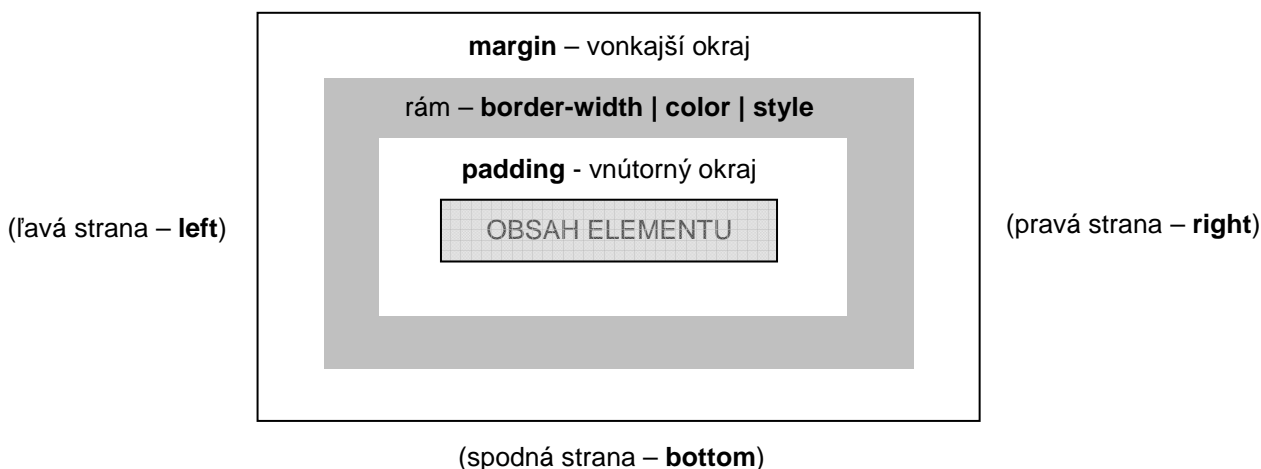 margin – vonkajší okraj
rám – border-width | color | style
padding - vnútorný okraj
(ľavá strana – left)
OBSAH ELEMENTU
(pravá strana – right)
(spodná strana – bottom)